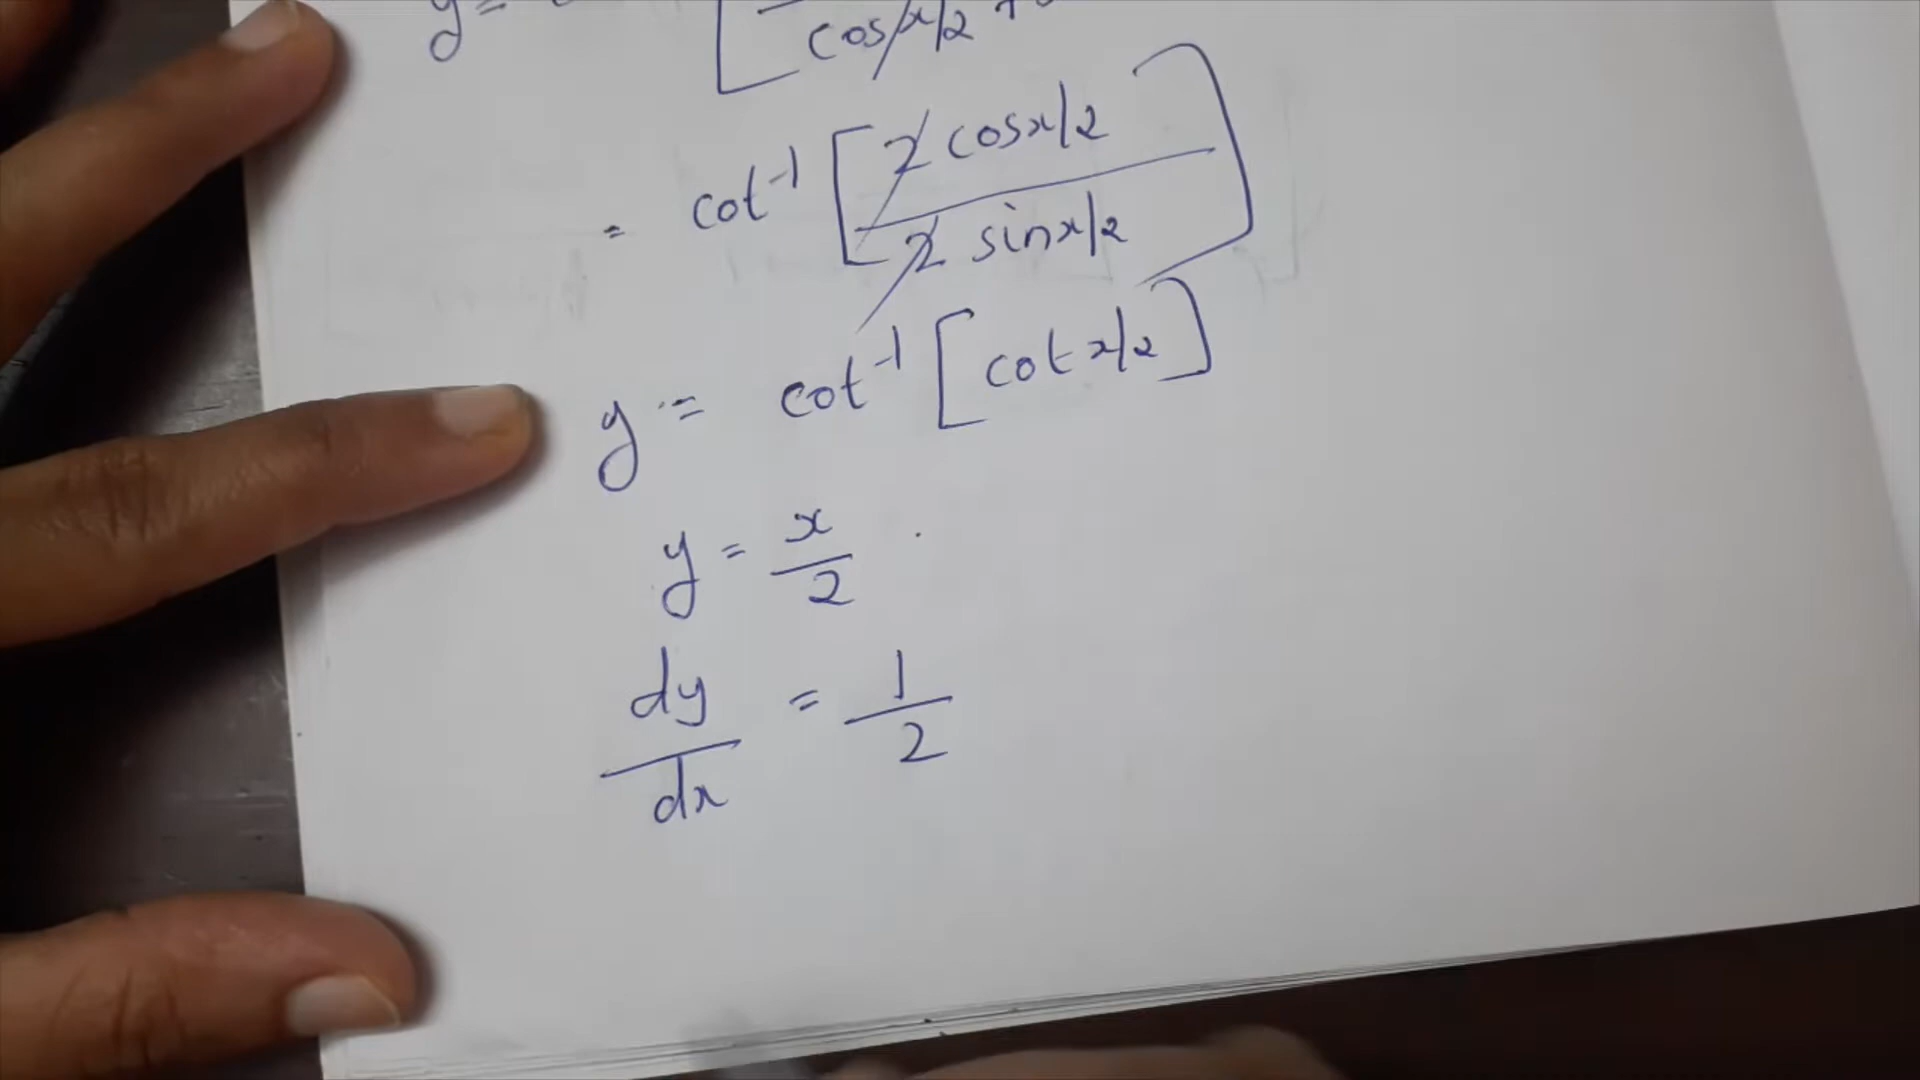 y =
cos x/2 +
= cot⁻¹ [ 2 cos x/2
2 sin x/2 ]
y = cot⁻¹ [ cot x/2 ]
y = x
2
dy = 1
dx 2